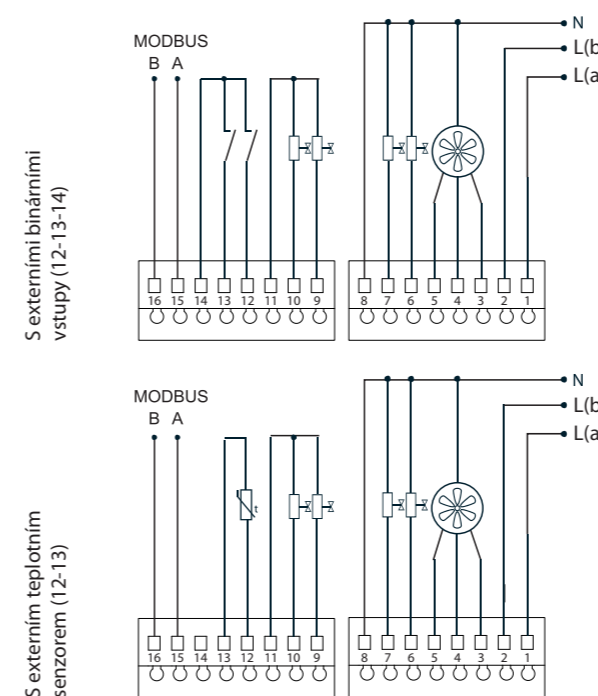 MODBUS
B A
N
L(b
L(a
S externími binárními
vstupy (12-13-14)
16 15 14 13 12 11 10 9 8 7 6 5 4 3 2 1
MODBUS
B A
N
L(b
L(a
t
S externím teplotním
senzorem (12-13)
16 15 14 13 12 11 10 9 8 7 6 5 4 3 2 1